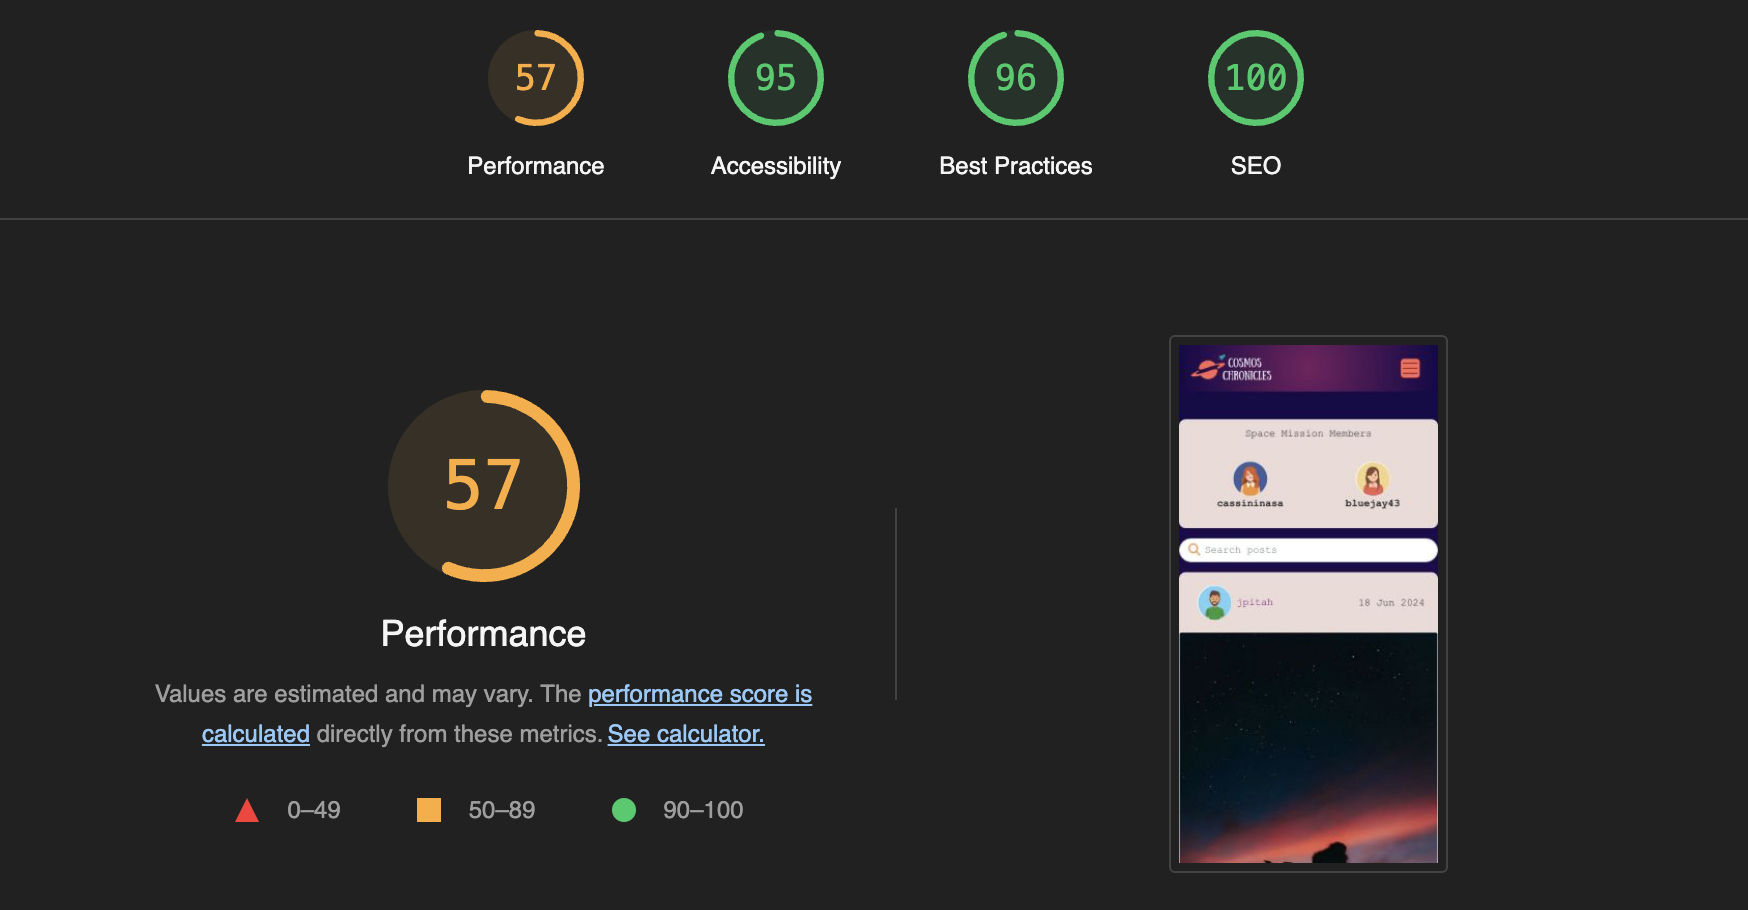 57
95
96
100
Performance
Accessibility
Best Practices
SEO
57
Performance
Values are estimated and may vary. The performance score is
calculated directly from these metrics. See calculator.
0–49
50–89
90–100
COSMOS
CHRONICLES
Space Mission Members
cassininasa
bluejay43
Search posts
jpitah
18 Jun 2024